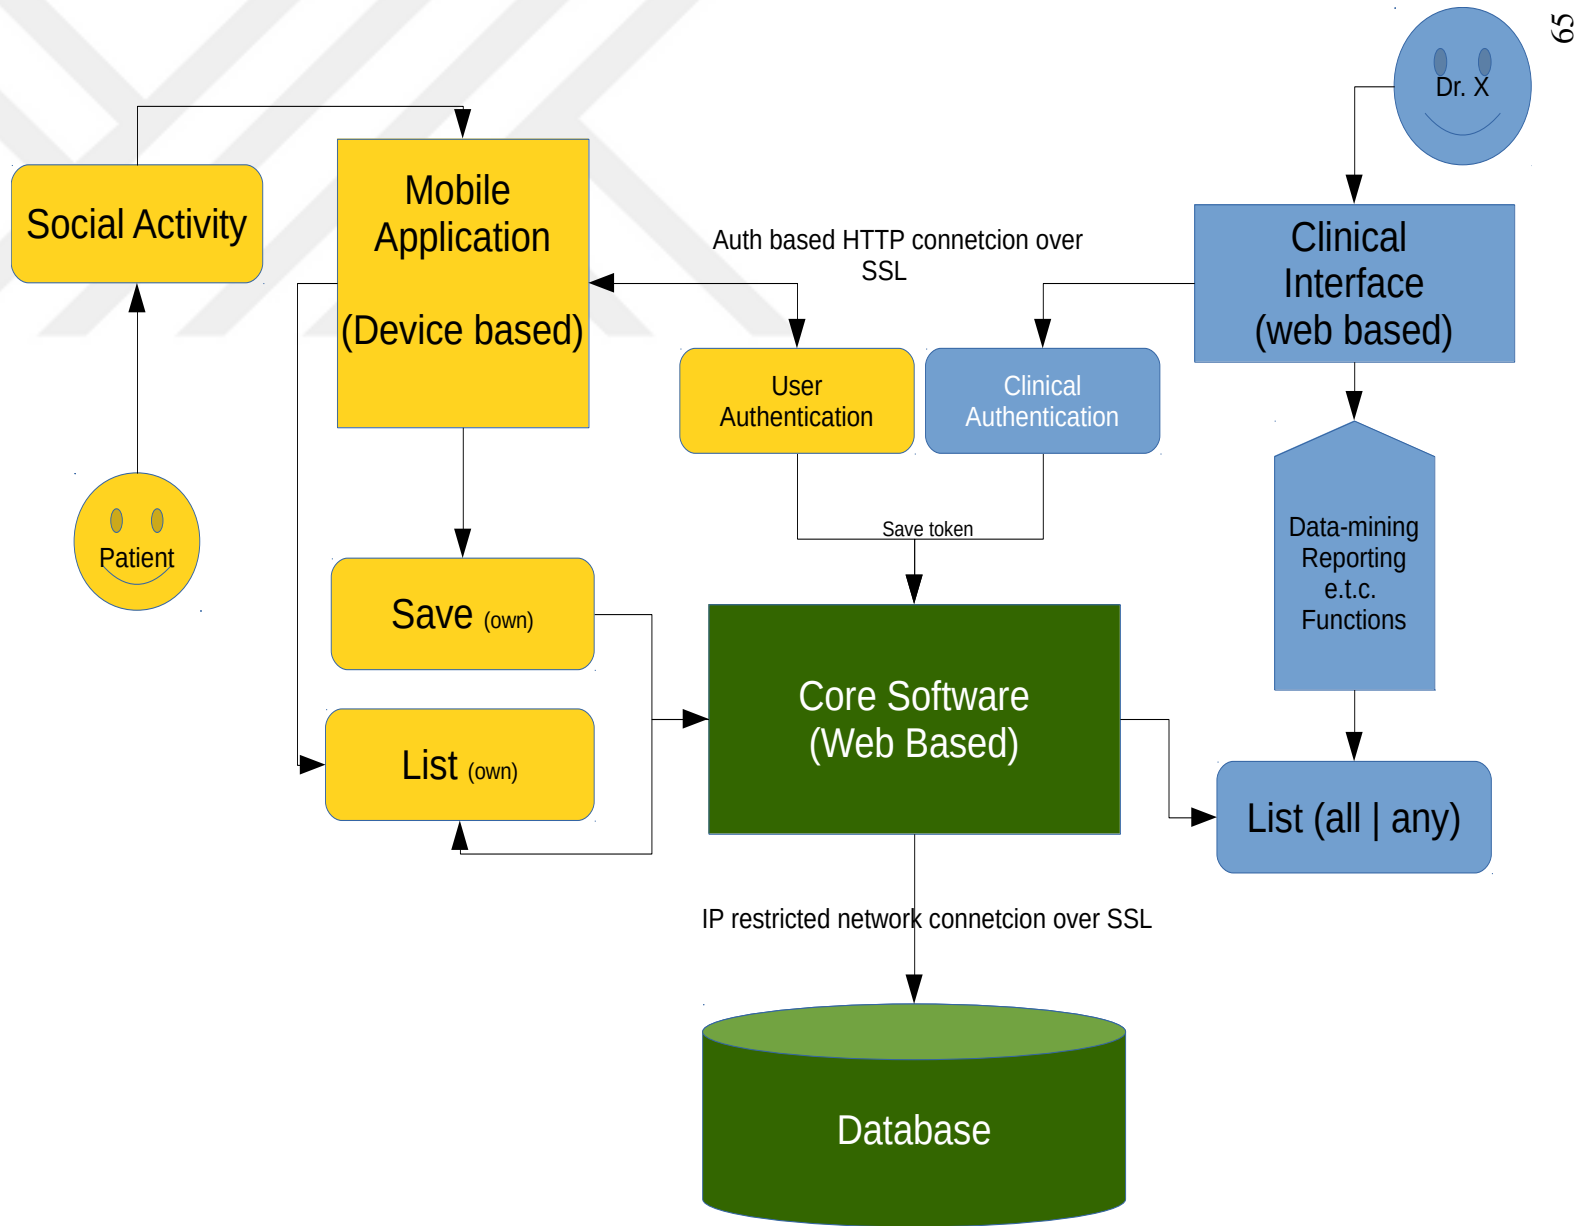 65
Dr. X
Social Activity
Mobile
Application
(Device based)
Auth based HTTP connetcion over
SSL
Clinical
Interface
(web based)
User
Authentication
Clinical
Authentication
Patient
Save token
Data-mining
Reporting
e.t.c.
Functions
Save (own)
Core Software
(Web Based)
List (own)
List (all | any)
IP restricted network connetcion over SSL
Database